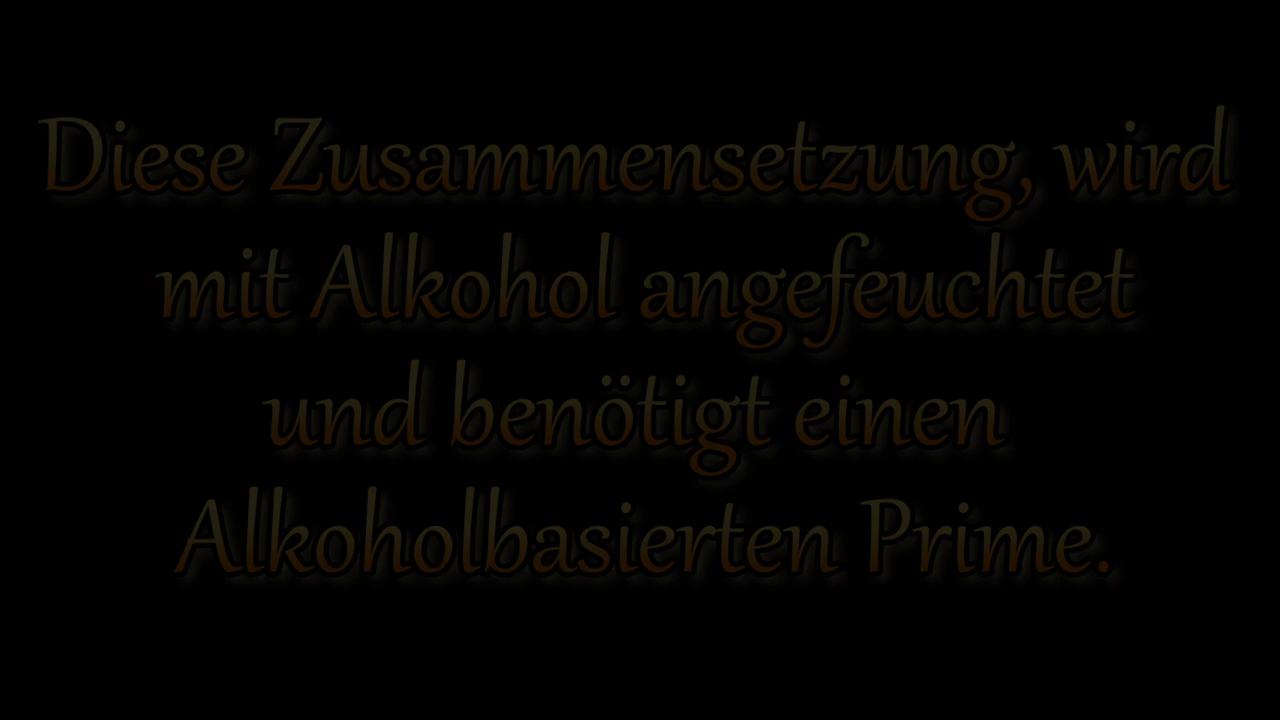 Diese Zusammensetzung, wird
mit Alkohol angefeuchtet
und benötigt einen
Alkoholbasierten Prime.